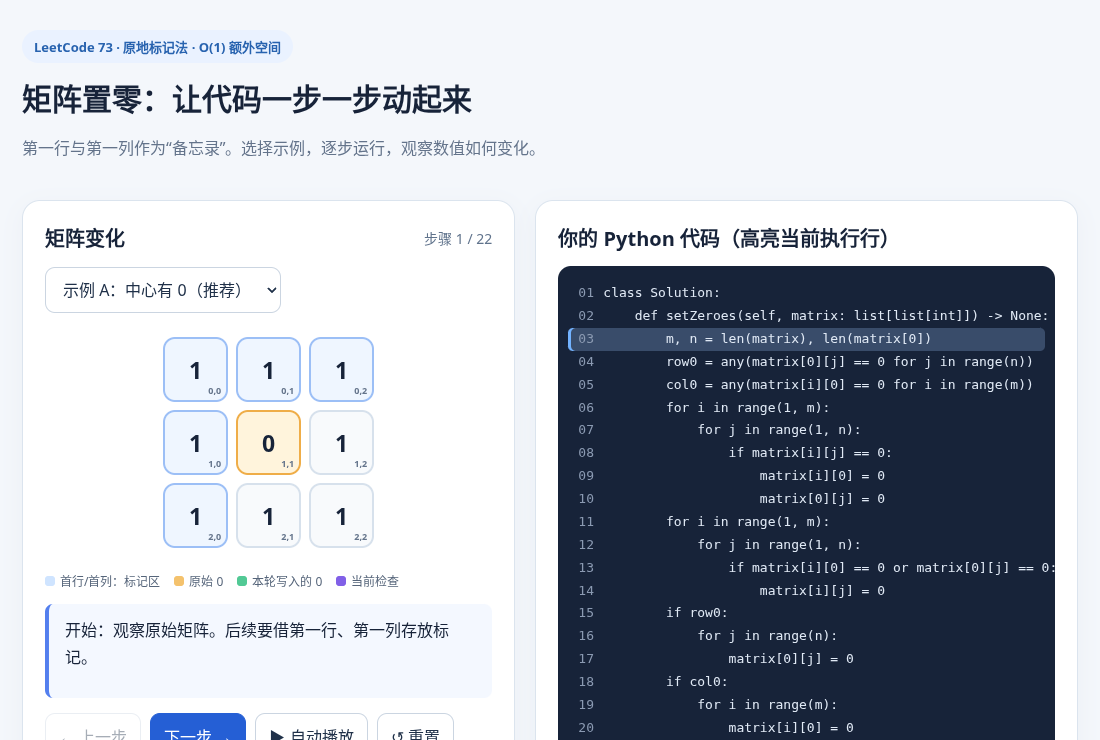 LeetCode 73 · 原地标记法 · O(1) 额外空间
矩阵置零：让代码一步一步动起来
第一行与第一列作为“备忘录”。选择示例，逐步运行，观察数值如何变化。
矩阵变化
步骤 1 / 22
示例 A：中心有 0（推荐）
1 0,0 1 0,1 1 0,2
1 1,0 0 1,1 1 1,2
1 2,0 1 2,1 1 2,2
首行/首列：标记区 原始 0 本轮写入的 0 当前检查
开始：观察原始矩阵。后续要借第一行、第一列存放标
记。
← 上一步 下一步 → ▶ 自动播放 ↺ 重置
你的 Python 代码（高亮当前执行行）
01 class Solution:
02     def setZeroes(self, matrix: list[list[int]]) -> None:
03         m, n = len(matrix), len(matrix[0])
04         row0 = any(matrix[0][j] == 0 for j in range(n))
05         col0 = any(matrix[i][0] == 0 for i in range(m))
06         for i in range(1, m):
07             for j in range(1, n):
08                 if matrix[i][j] == 0:
09                     matrix[i][0] = 0
10                     matrix[0][j] = 0
11         for i in range(1, m):
12             for j in range(1, n):
13                 if matrix[i][0] == 0 or matrix[0][j] == 0:
14                     matrix[i][j] = 0
15         if row0:
16             for j in range(n):
17                 matrix[0][j] = 0
18         if col0:
19             for i in range(m):
20                 matrix[i][0] = 0